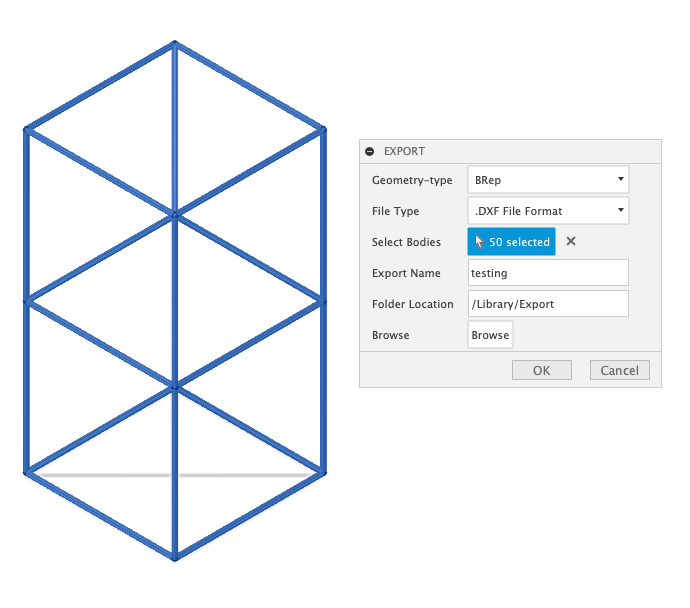 EXPORT
Geometry-type BRep
File Type .DXF File Format
Select Bodies 50 selected
Export Name testing
Folder Location /Library/Export
Browse Browse
OK Cancel